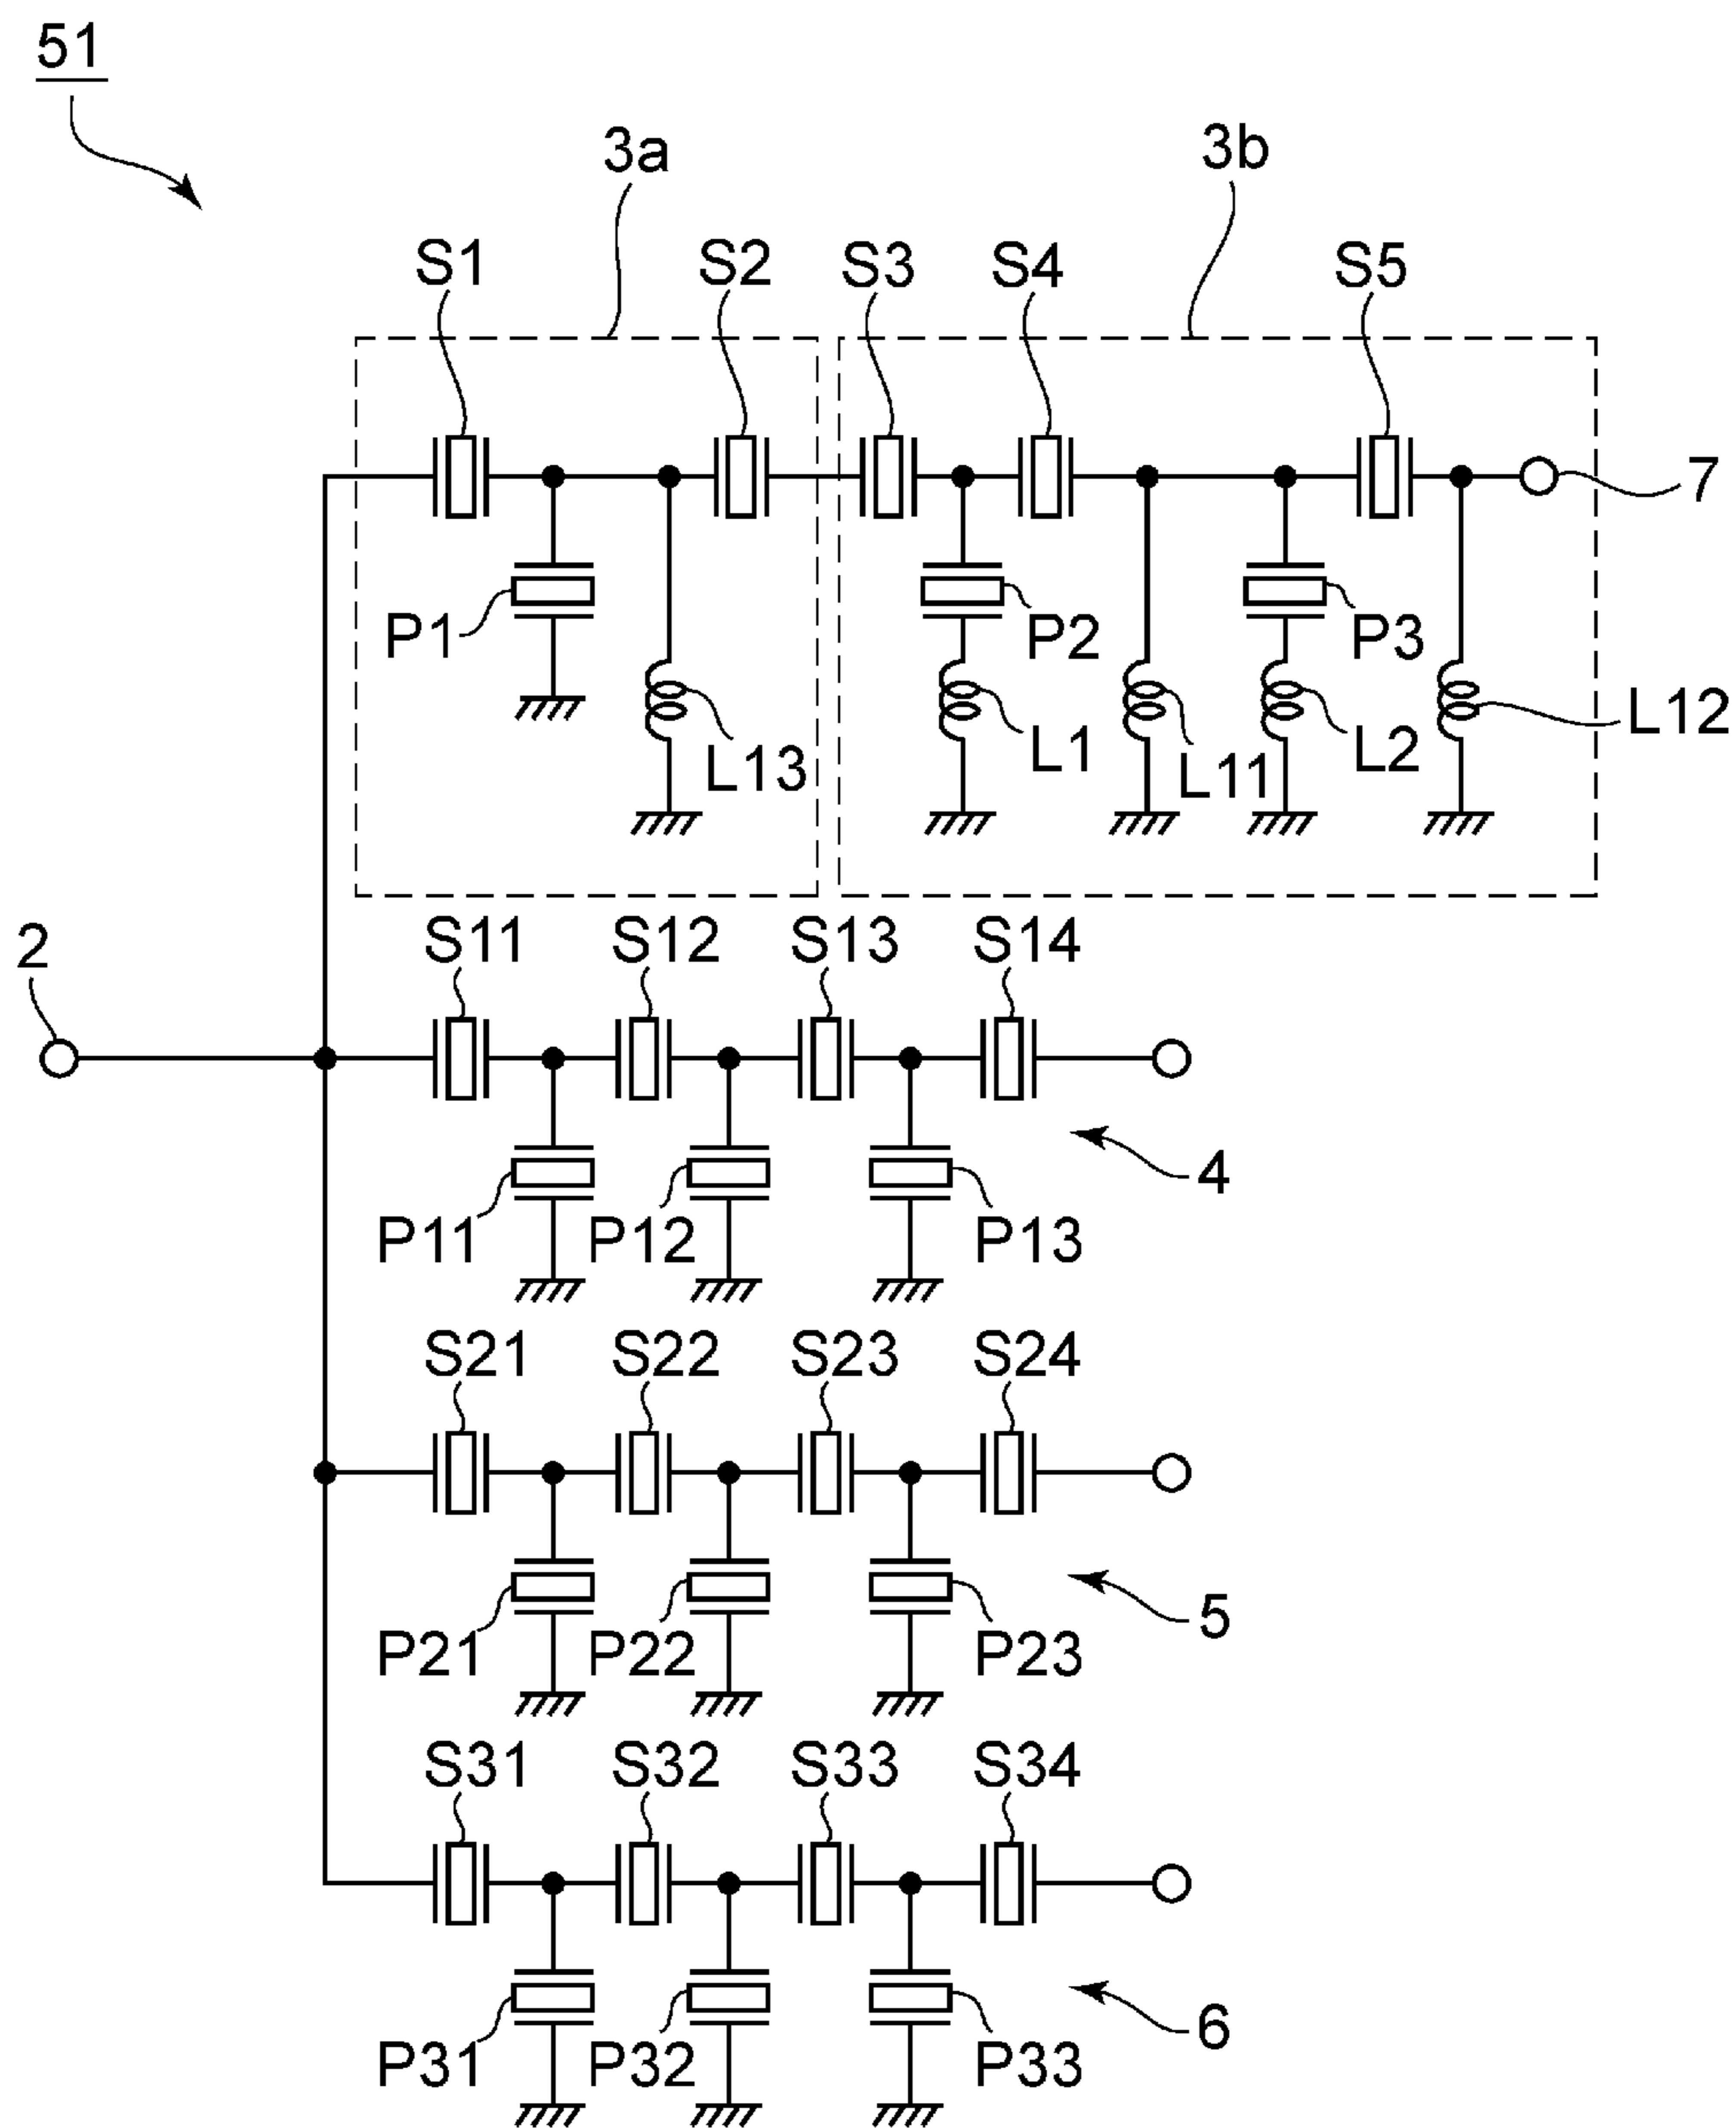 51
3a 3b
S1 S2 S3 S4 S5
7
P1 P2 P3
L13 L1 L11 L2 L12
2
S11 S12 S13 S14
4
P11 P12 P13
S21 S22 S23 S24
5
P21 P22 P23
S31 S32 S33 S34
6
P31 P32 P33